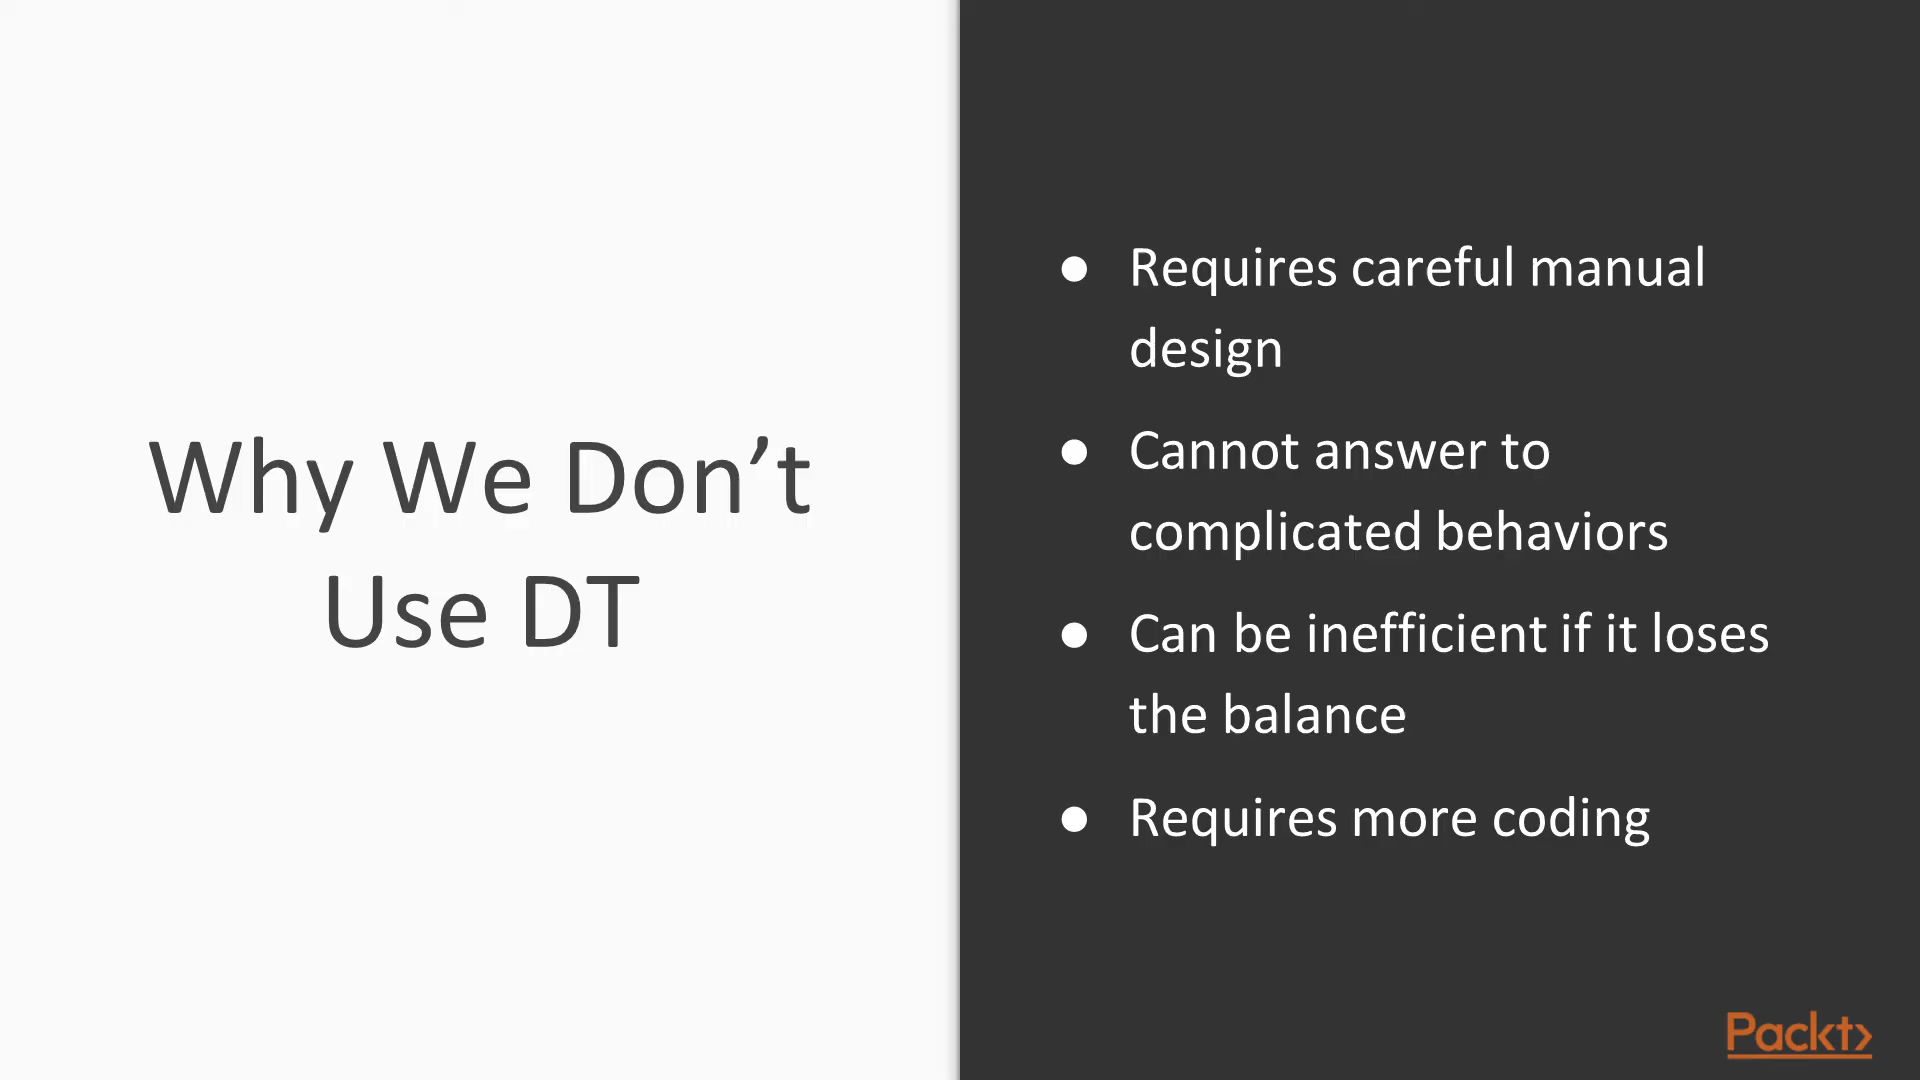 Why We Don’t
Use DT
● Requires careful manual
design
● Cannot answer to
complicated behaviors
● Can be inefficient if it loses
the balance
● Requires more coding
Packt>